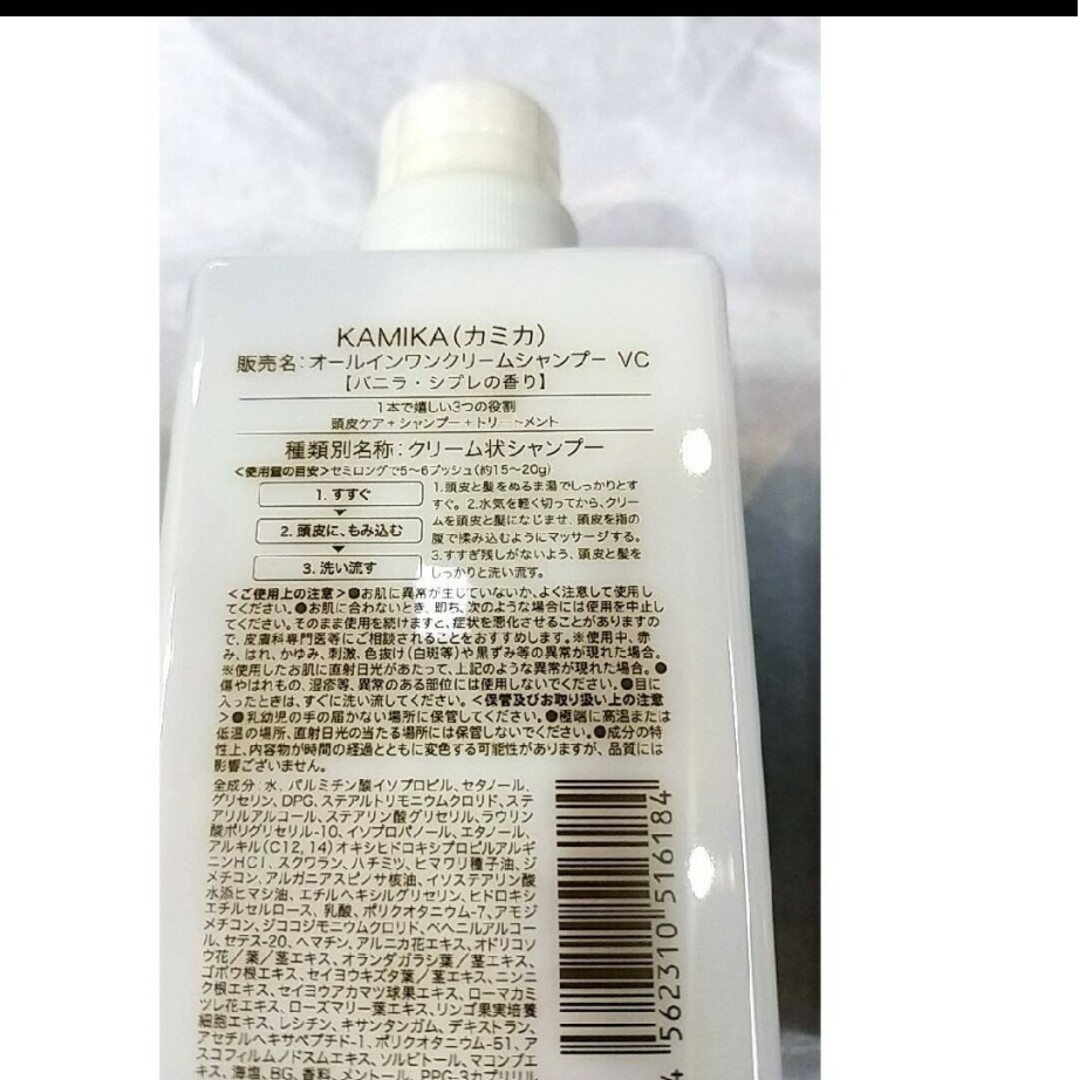 KAMIKA(カミカ)
販売名:オールインワンクリームシャンプー VC
【バニラ・シプレの香り】
1本で嬉しい3つの役割
頭皮ケア+シャンプー+トリートメント
種類別名称:クリーム状シャンプー
<使用量の目安>セミロングで5~6プッシュ(約15~20g)
1. すすぐ
2. 頭皮に、もみ込む
3. 洗い流す
1.頭皮と髪をぬるま湯でしっかりとす
すぐ。2.水気を軽く切ってから、クリー
ムを頭皮と髪になじませ、頭皮を指の
腹で揉み込むようにマッサージする。
3.すすぎ残しがないよう、頭皮と髪を
しっかりと洗い流す。
<ご使用上の注意>●お肌に異常が生じていないか、よく注意して使用し
てください。●お肌に合わないとき、即ち、次のような場合には使用を中止し
てください。そのまま使用を続けますと、症状を悪化させることがありますの
で、皮膚科専門医等にご相談されることをおすすめします。※使用中、赤
み、はれ、かゆみ、刺激、色抜け(白斑等)や黒ずみ等の異常が現れた場合。
※使用したお肌に直射日光があたって、上記のような異常が現れた場合。●
傷やはれもの、湿疹等、異常のある部位には使用しないでください。●目に
入ったときは、すぐに洗い流してください。<保管及びお取り扱い上の注意
>●乳幼児の手の届かない場所に保管してください。●極端に高温または
低温の場所、直射日光の当たる場所には保管しないでください。●成分の特
性上、内容物が時間の経過とともに変色する可能性がありますが、品質には
影響ございません。
全成分:水、パルミチン酸イソプロピル、セタノール、
グリセリン、DPG、ステアルトリモニウムクロリド、ステ
アリルアルコール、ステアリン酸グリセリル、ラウリン
酸ポリグリセリル-10、イソプロパノール、エタノール、
アルキル(C12, 14)オキシヒドロキシプロピルアルギ
ニンHCl、スクワラン、ハチミツ、ヒマワリ種子油、ジ
メチコン、アルガニアスピノサ核油、イソステアリン酸
水添ヒマシ油、エチルヘキシルグリセリン、ヒドロキシ
エチルセルロース、乳酸、ポリクオタニウム-7、アモジ
メチコン、ジココジモニウムクロリド、ベヘニルアルコー
ル、セテス-20、ヘマチン、アルニカ花エキス、オドリコソ
ウ花/葉/茎エキス、オランダガラシ葉/茎エキス、
ゴボウ根エキス、セイヨウキズタ葉/茎エキス、ニンニ
ク根エキス、セイヨウアカマツ球果エキス、ローマカミ
ツレ花エキス、ローズマリー葉エキス、リンゴ果実培養
細胞エキス、レシチン、キサンタンガム、デキストラン、
アセチルヘキサペプチド-1、ポリクオタニウム-51、ア
スコフィルムノドスムエキス、ソルビトール、マコンブエ
キス、海塩、BG、香料、メントール、PPG-3カプリリル
4 562310 516184